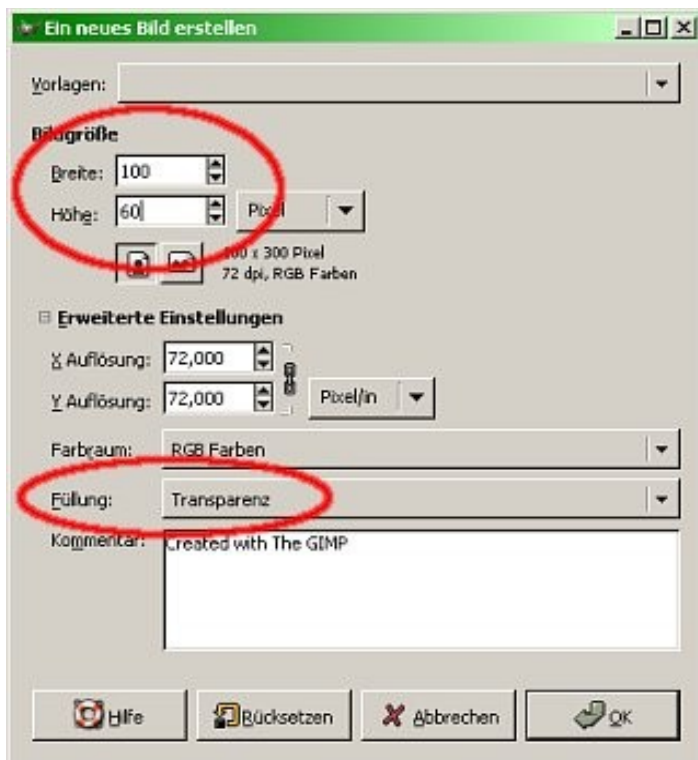 Ein neues Bild erstellen
Vorlagen:
Bildgröße
Breite: 100
Höhe: 60 Pixel
x 300 Pixel
72 dpi, RGB Farben
Erweiterte Einstellungen
X Auflösung: 72,000
Y Auflösung: 72,000 Pixel/in
Farbraum: RGB Farben
Füllung: Transparenz
Kommentar: Created with The GIMP
Hilfe Rücksetzen Abbrechen OK